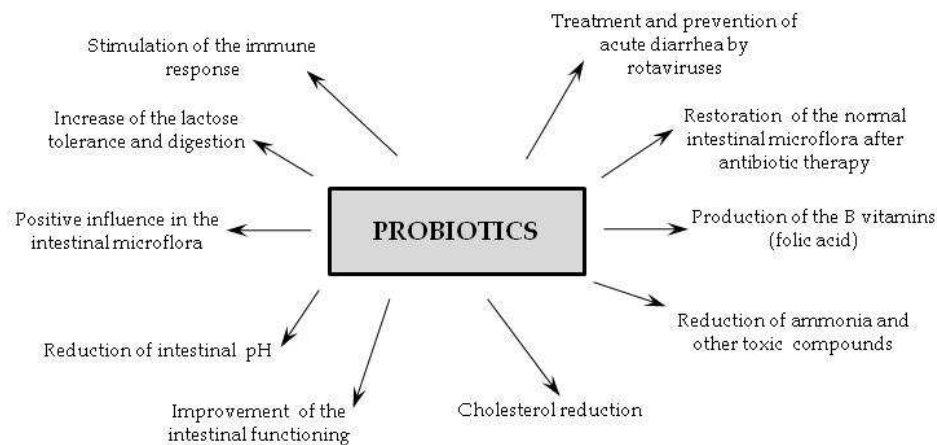 Treatment and prevention of
acute diarrhea by
rotaviruses
Stimulation of the immune
response
Increase of the lactose
tolerance and digestion
Restoration of the normal
intestinal microflora after
antibiotic therapy
Positive influence in the
intestinal microflora
PROBIOTICS
Production of the B vitamins
(folic acid)
Reduction of intestinal pH
Reduction of ammonia and
other toxic compounds
Improvement of the
intestinal functioning
Cholesterol reduction